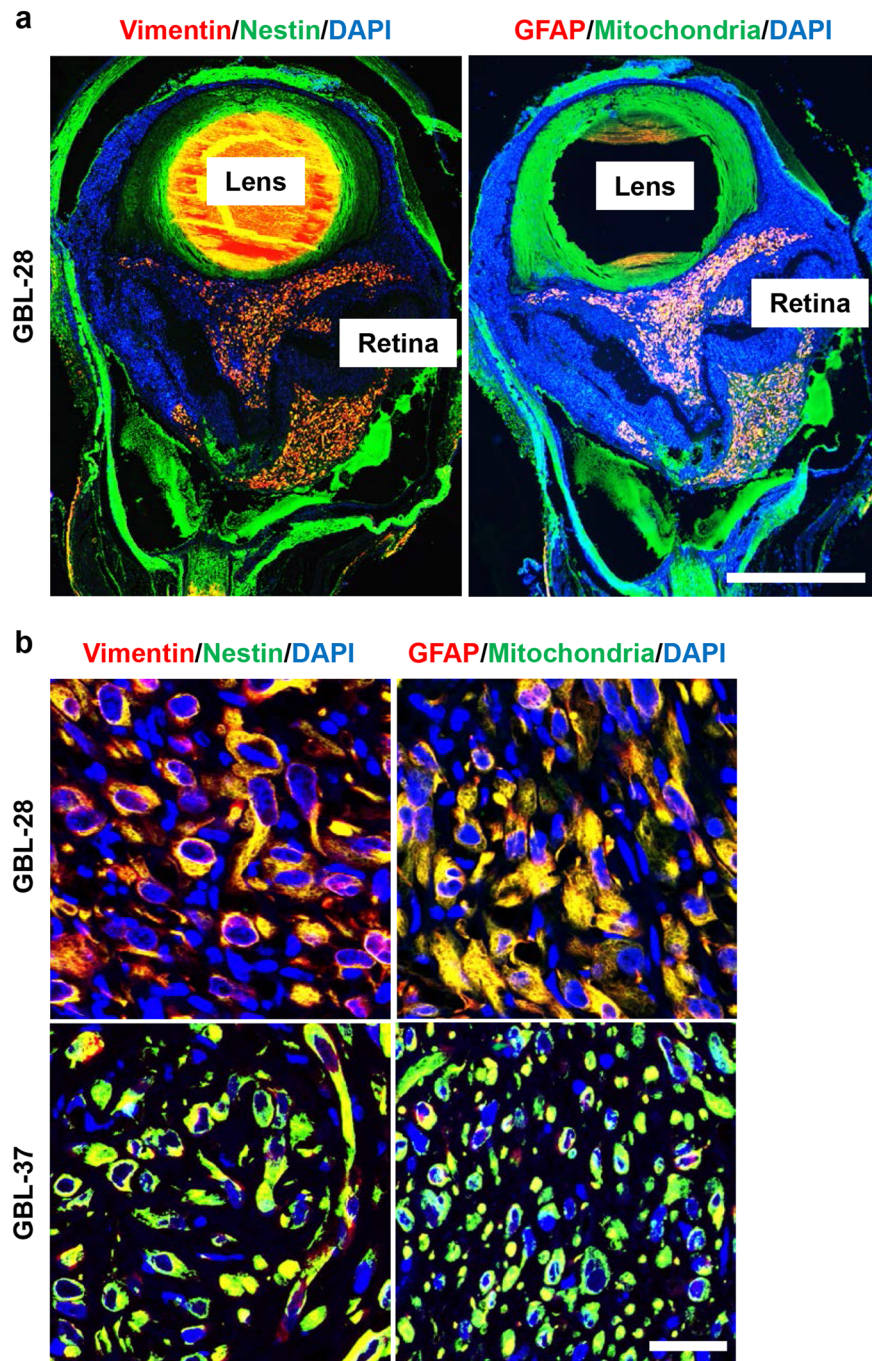 a
Vimentin/Nestin/DAPI
GFAP/Mitochondria/DAPI
GBL-28
Lens
Retina
Lens
Retina
b
Vimentin/Nestin/DAPI
GFAP/Mitochondria/DAPI
GBL-28
GBL-37